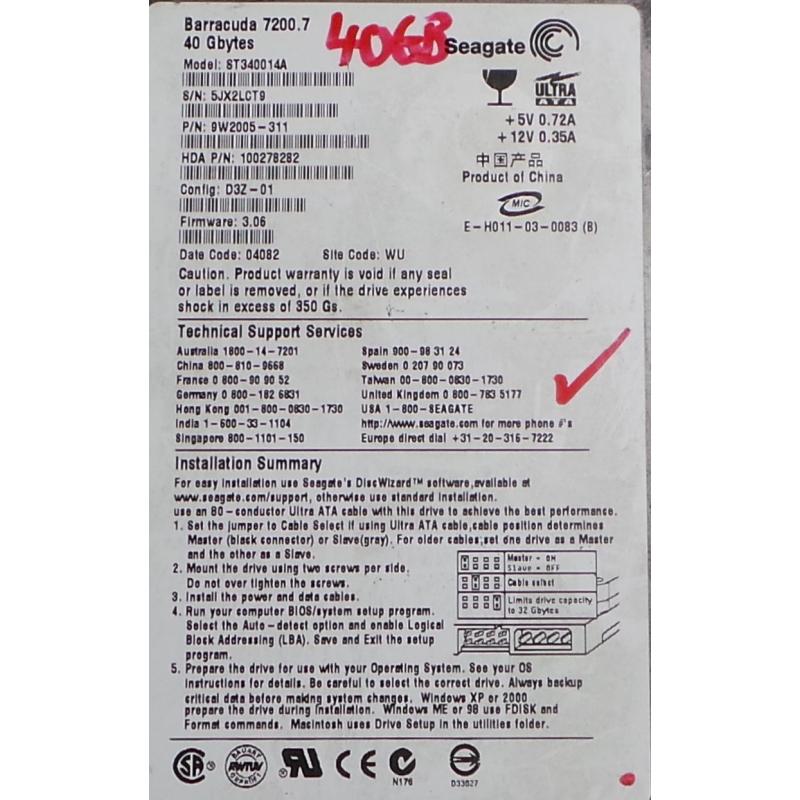 Barracuda 7200.7
40 Gbytes
40GB
Seagate
Model: ST340014A
S/N: 5JX2LCT9
P/N: 9W2005-311
HDA P/N: 100278282
Config: D3Z-01
Firmware: 3.06
Date Code: 04082 Site Code: WU
ULTRA
ATA
+5V 0.72A
+12V 0.35A
中国产品
Product of China
MIC
E-H011-03-0083 (B)
Caution. Product warranty is void if any seal
or label is removed, or if the drive experiences
shock in excess of 350 Gs.
Technical Support Services
Australia 1800-14-7201
China 800-810-9668
France 0 800-90 90 52
Germany 0 800-182 6831
Hong Kong 001-800-0830-1730
India 1-600-33-1104
Singapore 800-1101-150
Spain 900-98 31 24
Sweden 0 207 90 073
Taiwan 00-800-0830-1730
United Kingdom 0 800-783 5177
USA 1-800-SEAGATE
http://www.seagate.com for more phone #'s
Europe direct dial +31-20-316-7222
Installation Summary
For easy installation use Seagate's DiscWizard™ software,available at
www.seagate.com/support, otherwise use standard installation.
use an 80-conductor Ultra ATA cable with this drive to achieve the best performance.
1. Set the jumper to Cable Select if using Ultra ATA cable,cable position determines
Master (black connector) or Slave(gray). For older cables;set one drive as a Master
and the other as a Slave.
2. Mount the drive using two screws per side.
Do not over tighten the screws.
3. Install the power and data cables.
4. Run your computer BIOS/system setup program.
Select the Auto-detect option and enable Logical
Block Addressing (LBA). Save and Exit the setup
program.
5. Prepare the drive for use with your Operating System. See your OS
instructions for details. Be careful to select the correct drive. Always backup
critical data before making system changes. Windows XP or 2000
prepare the drive during installation. Windows ME or 98 use FDISK and
Format commands. Macintosh uses Drive Setup in the utilities folder.
Master - ON
Slave - OFF
Cable select
Limits drive capacity
to 32 Gbytes
N176
D33027